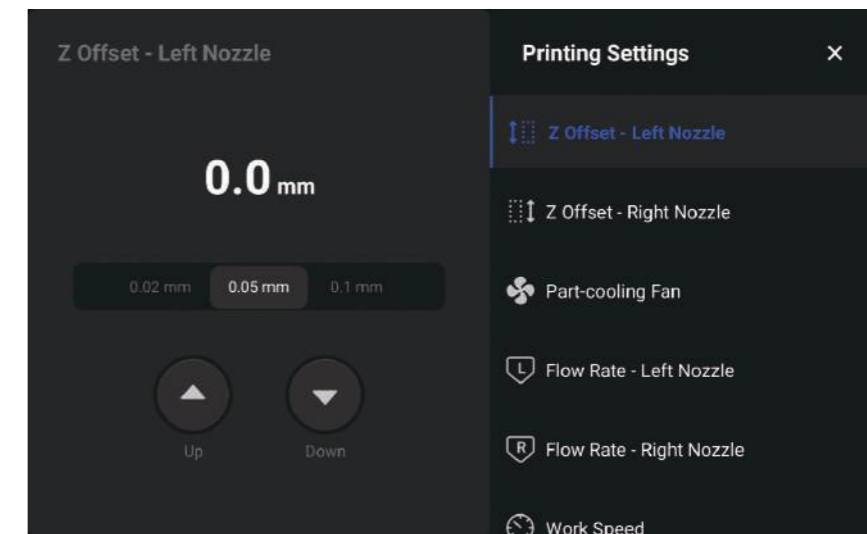 Z Offset - Left Nozzle
0.0 mm
0.02 mm 0.05 mm 0.1 mm
Up Down
Printing Settings
Z Offset - Left Nozzle
Z Offset - Right Nozzle
Part-cooling Fan
L Flow Rate - Left Nozzle
R Flow Rate - Right Nozzle
Work Speed